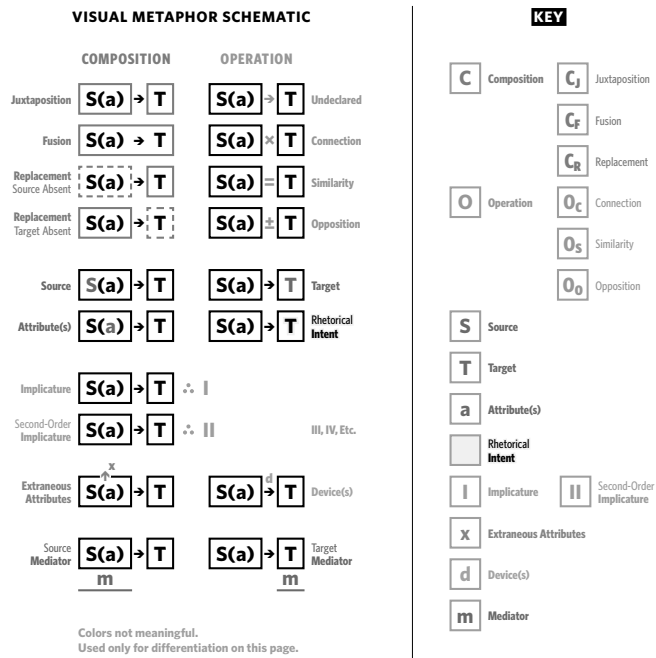 VISUAL METAPHOR SCHEMATIC
COMPOSITION OPERATION
Juxtaposition S(a) → T S(a) → T Undeclared
Fusion S(a) → T S(a) × T Connection
Replacement
Source Absent S(a) → T S(a) = T Similarity
Replacement
Target Absent S(a) → T S(a) ± T Opposition
Source S(a) → T S(a) → T Target
Attribute(s) S(a) → T S(a) → T Rhetorical
Intent
Implicature S(a) → T ∴ I
Second-Order
Implicature S(a) → T ∴ II III, IV, Etc.
x d
Extraneous
Attributes S(a) → T S(a) → T Device(s)
Source
Mediator S(a) → T S(a) → T Target
Mediator
m m
Colors not meaningful.
Used only for differentiation on this page.
KEY
C Composition CJ Juxtaposition
CF Fusion
CR Replacement
O Operation OC Connection
OS Similarity
OO Opposition
S Source
T Target
a Attribute(s)
Rhetorical
Intent
I Implicature II Second-Order
Implicature
x Extraneous Attributes
d Device(s)
m Mediator